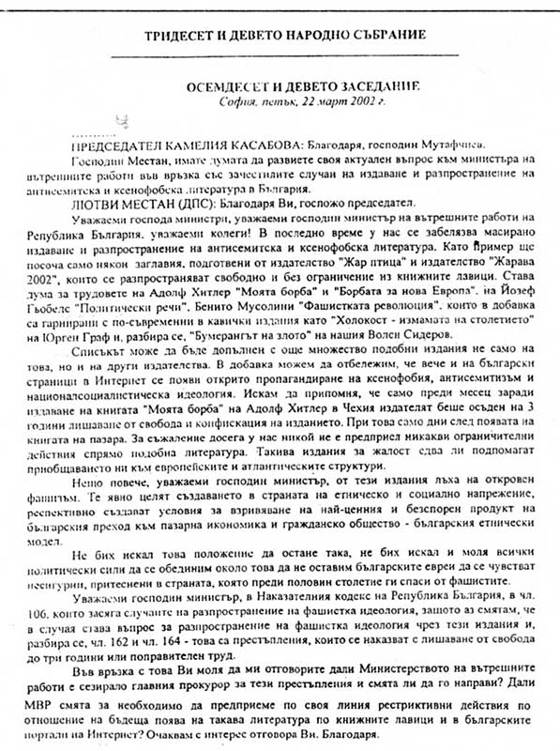 ТРИДЕСЕТ И ДЕВЕТО НАРОДНО СЪБРАНИЕ
ОСЕМДЕСЕТ И ДЕВЕТО ЗАСЕДАНИЕ
София, петък, 22 март 2002 г.
..........
ПРЕДСЕДАТЕЛ КАМЕЛИЯ КАСАБОВА: Благодаря, господин Мутафчиев.
Господин Местан, имате думата да развиете своя актуален въпрос към министъра на
вътрешните работи във връзка със зачестилите случаи на издаване и разпространение на
антисемитска и ксенофобска литература в България.
ЛЮТВИ МЕСТАН (ДПС): Благодаря Ви, госпожо председател.
Уважаеми господа министри, уважаеми господин министър на вътрешните работи на
Република България, уважаеми колеги! В последно време у нас се забелязва масирано
издаване и разпространение на антисемитска и ксенофобска литература. Като пример ще
посоча само някои заглавия, подготвени от издателство "Жар птица" и издателство "Жарава
2002", които се разпространяват свободно и без ограничение из книжните лавици. Става
дума за трудовете на Адолф Хитлер "Моята борба" и "Борбата за нова Европа", на Йозеф
Гьобелс "Политически речи", Бенито Мусолини "Фашистката революция", които в добавка
са гарнирани с по-съвременни в кавички издания като "Холокост - измамата на столетието"
на Юрген Граф и, разбира се, "Бумерангът на злото" на нашия Волен Сидеров.
Списъкът може да бъде допълнен с още множество подобни издания не само на
това, но и на други издателства. В добавка можем да отбележим, че вече и на български
страници в Интернет се появи открито пропагандиране на ксенофобия, антисемитизъм и
националсоциалистическа идеология. Искам да припомня, че само преди месец заради
издаване на книгата "Моята борба" на Адолф Хитлер в Чехия издателят беше осъден на 3
години лишаване от свобода и конфискация на изданието. При това само дни след появата на
книгата на пазара. За съжаление досега у нас никой не е предприел никакви ограничителни
действия спрямо подобна литература. Такива издания за жалост едва ли подпомагат
приобщаването ни към европейските и атлантическите структури.
Нещо повече, уважаеми господин министър, от тези издания лъха на откровен
фашизъм. Те явно целят създаването в страната на етническо и социално напрежение,
респективно създават условия за взривяване на най-ценния и безспорен продукт на
българския преход към пазарна икономика и гражданско общество - българския етнически
модел.
Не бих искал това положение да остане така, не бих искал и моля всички
политически сили да се обединим около това да не оставим българските евреи да се чувстват
несигурни, притеснени в страната, която преди половин столетие ги спаси от фашистите.
Уважаеми господин министър, в Наказателния кодекс на Република България, в чл.
106, които засяга случаите на разпространение на фашистка идеология, защото аз смятам, че
в случая става въпрос за разпространение на фашистка идеология чрез тези издания и,
разбира се, чл. 162 и чл. 164 - това са престъпления, които се наказват с лишаване от свобода
до три години или поправителен труд.
Във връзка с това Ви моля да ми отговорите дали Министерството на вътрешните
работи е сезирало главния прокурор за тези престъпления и смята ли да го направи? Дали
МВР смята за необходимо да предприеме по своя линия рестриктивни действия по
отношение на бъдеща поява на такава литература по книжните лавици и в българските
портали на Интернет? Очаквам с интерес отговора Ви. Благодаря.